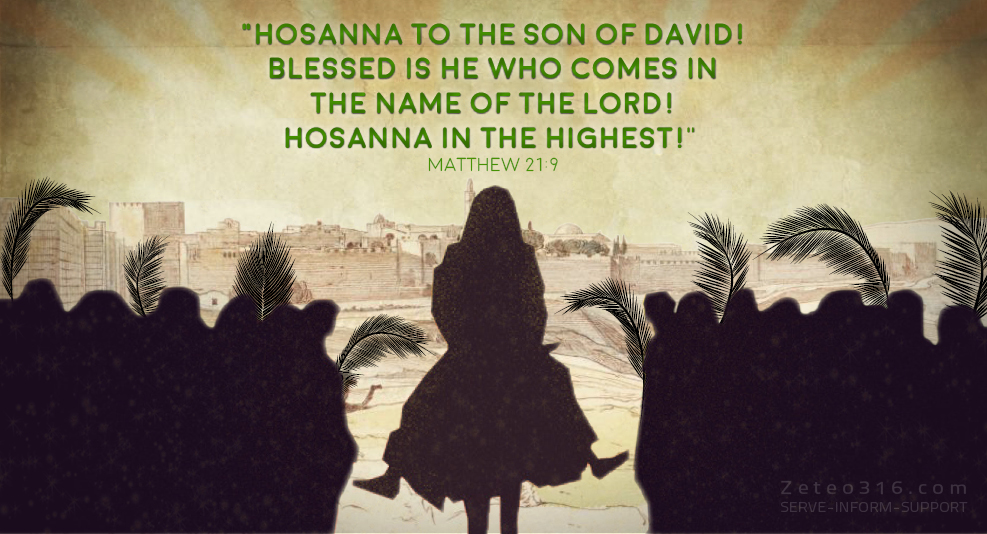 "HOSANNA TO THE SON OF DAVID!
BLESSED IS HE WHO COMES IN
THE NAME OF THE LORD!
HOSANNA IN THE HIGHEST!"
MATTHEW 21:9
Zeteo316.com
SERVE-INFORM-SUPPORT